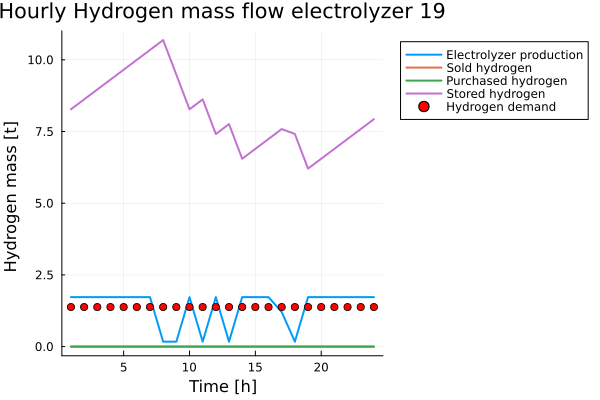 Hourly Hydrogen mass flow electrolyzer 19
Electrolyzer production
Sold hydrogen
Purchased hydrogen
Stored hydrogen
Hydrogen demand
Hydrogen mass [t]
10.0
7.5
5.0
2.5
0.0
5
10
15
20
Time [h]